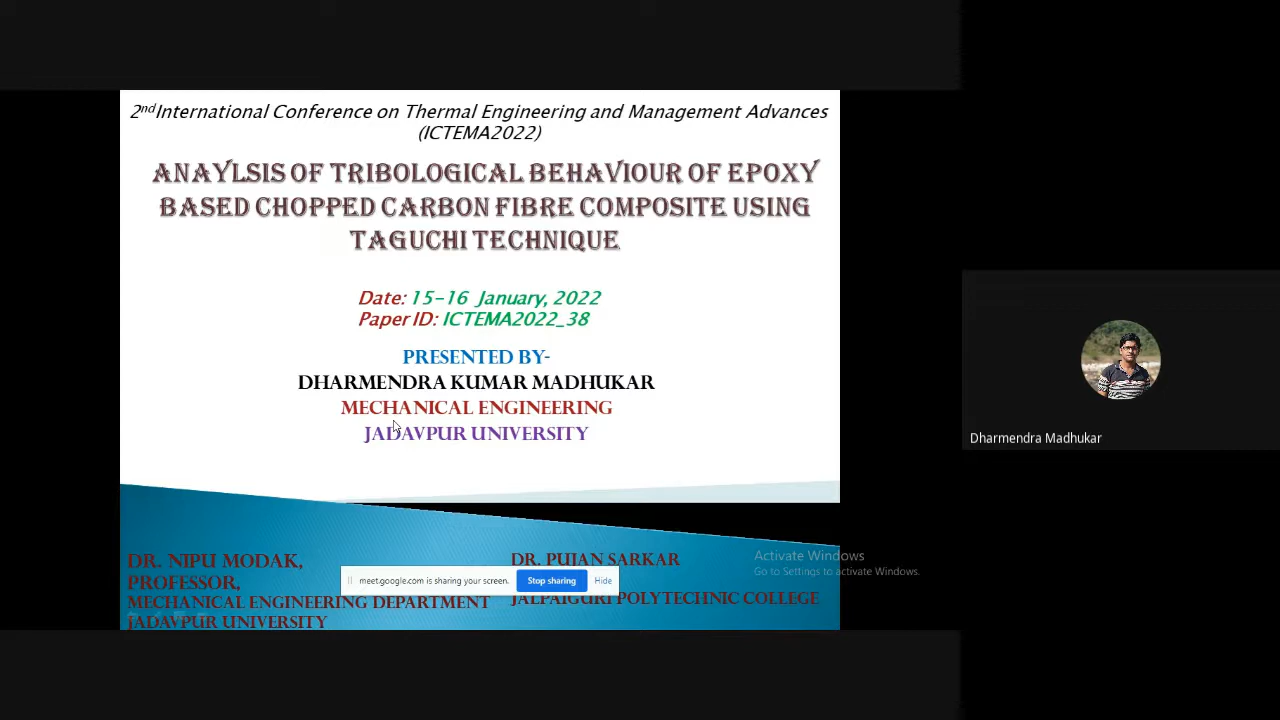 2nd International Conference on Thermal Engineering and Management Advances
(ICTEMA2022)
ANAYLSIS OF TRIBOLOGICAL BEHAVIOUR OF EPOXY
BASED CHOPPED CARBON FIBRE COMPOSITE USING
TAGUCHI TECHNIQUE
Date: 15-16 January, 2022
Paper ID: ICTEMA2022_38
PRESENTED BY-
DHARMENDRA KUMAR MADHUKAR
MECHANICAL ENGINEERING
JADAVPUR UNIVERSITY
Dharmendra Madhukar
DR. NIPU MODAK,
PROFESSOR,
MECHANICAL ENGINEERING DEPARTMENT
JADAVPUR UNIVERSITY
DR. PUJAN SARKAR
JALPAIGURI POLYTECHNIC COLLEGE
meet.google.com is sharing your screen.
Stop sharing
Hide
Activate Windows
Go to Settings to activate Windows.